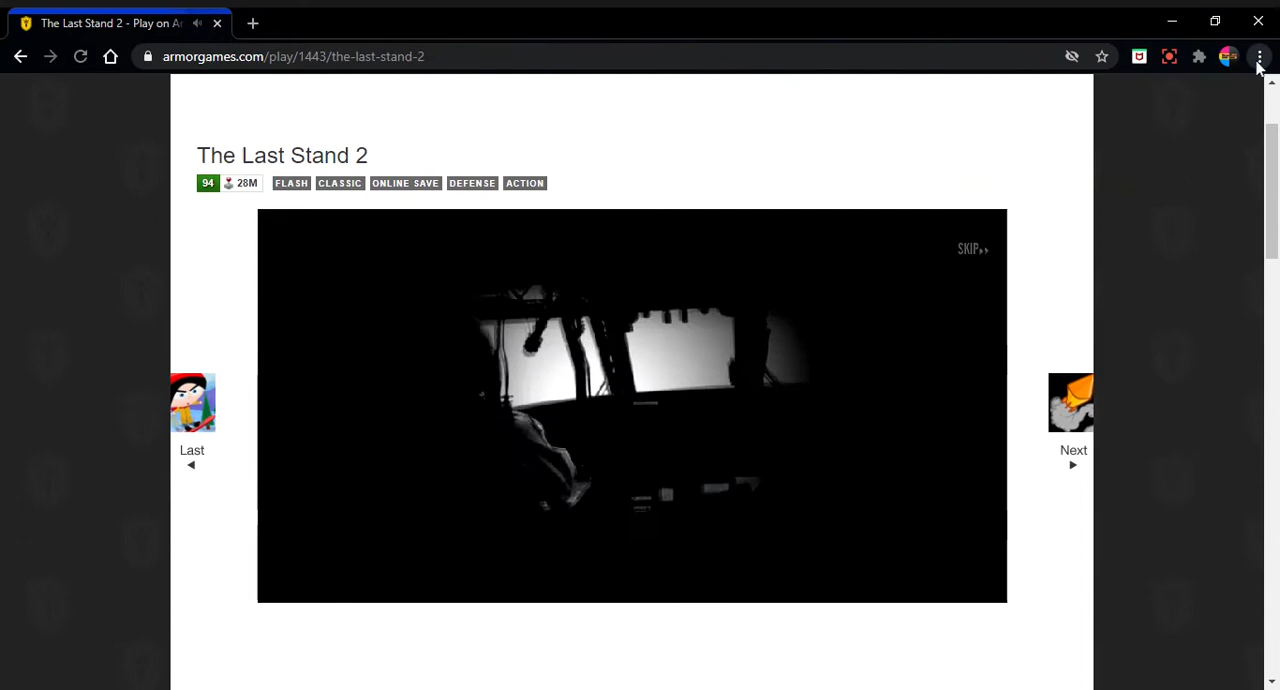 The Last Stand 2 - Play on Ar
armorgames.com/play/1443/the-last-stand-2
The Last Stand 2
94 28M FLASH CLASSIC ONLINE SAVE DEFENSE ACTION
SKIP
Last
Next